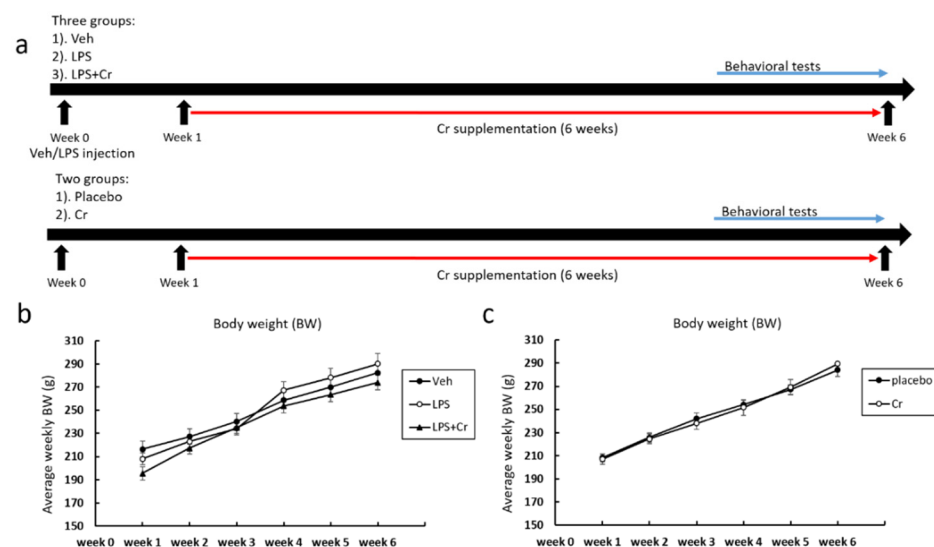 a
Three groups:
1). Veh
2). LPS
3). LPS+Cr
Behavioral tests
Week 0
Week 1
Cr supplementation (6 weeks)
Week 6
Veh/LPS injection
Two groups:
1). Placebo
2). Cr
Behavioral tests
Week 0
Week 1
Cr supplementation (6 weeks)
Week 6
b
Body weight (BW)
Average weekly BW (g)
310
290
270
250
230
210
190
170
150
week 0 week 1 week 2 week 3 week 4 week 5 week 6
Veh
LPS
LPS+Cr
c
Body weight (BW)
Average weekly BW (g)
310
290
270
250
230
210
190
170
150
week 0 week 1 week 2 week 3 week 4 week 5 week 6
placebo
Cr